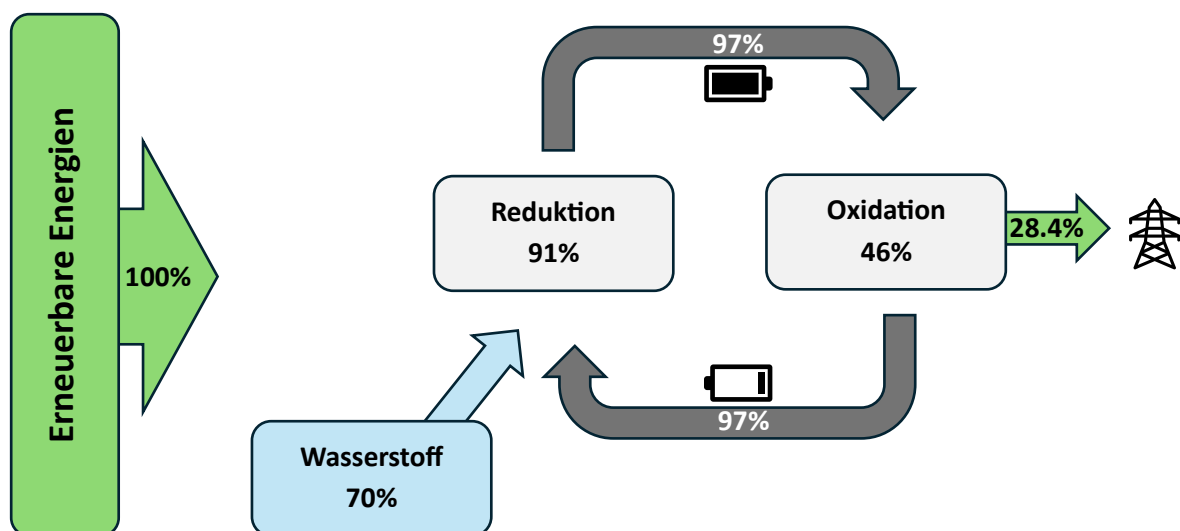 Erneuerbare Energien
100%
97%
Reduktion
91%
Oxidation
46%
28.4%
97%
Wasserstoff
70%